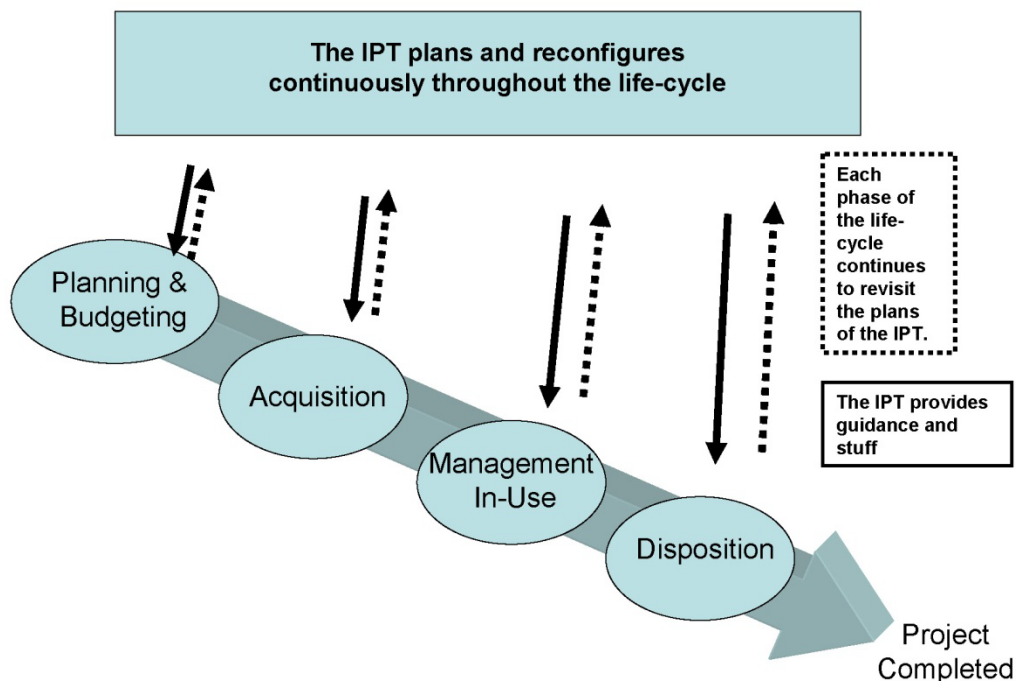 The IPT plans and reconfigures
continuously throughout the life-cycle
Each
phase of
the life-
cycle
continues
to revisit
the plans
of the IPT.
The IPT provides
guidance and
stuff
Planning &
Budgeting
Acquisition
Management
In-Use
Disposition
Project
Completed